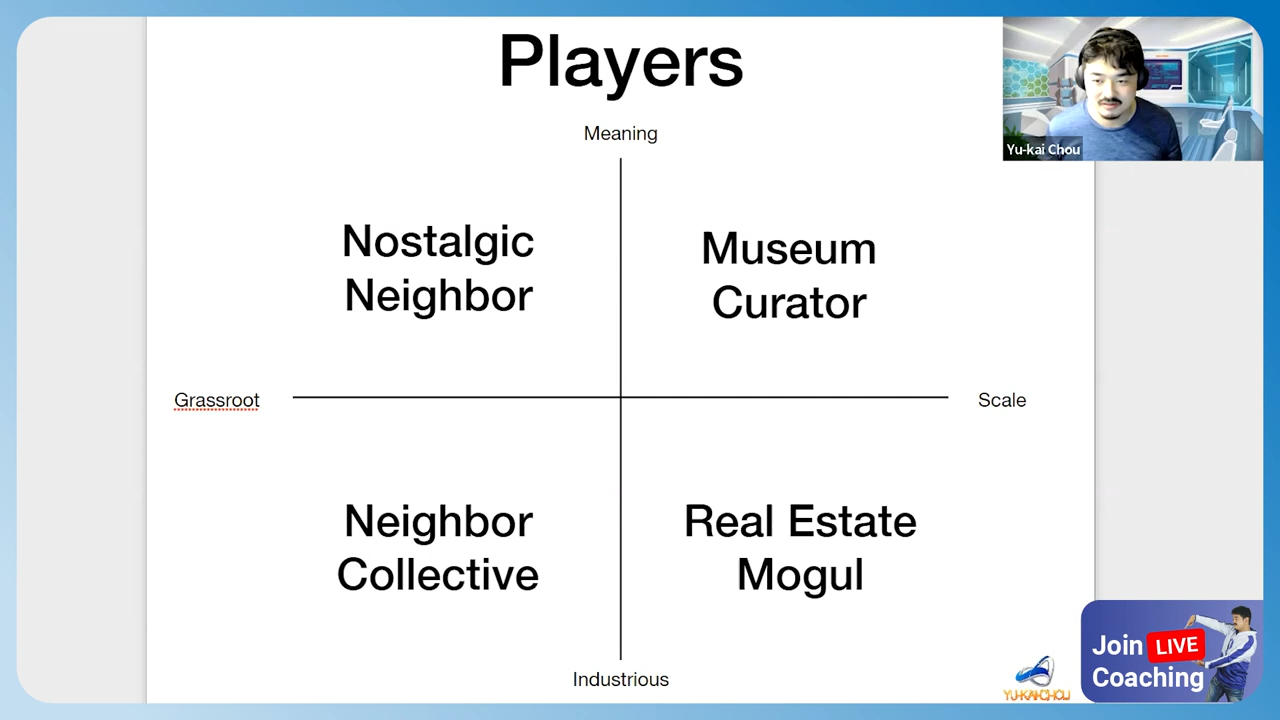 Players
Meaning
Yu-kai Chou
Nostalgic
Neighbor
Museum
Curator
Grassroot
Scale
Neighbor
Collective
Real Estate
Mogul
Industrious
YU-KAI CHOU
Join LIVE
Coaching